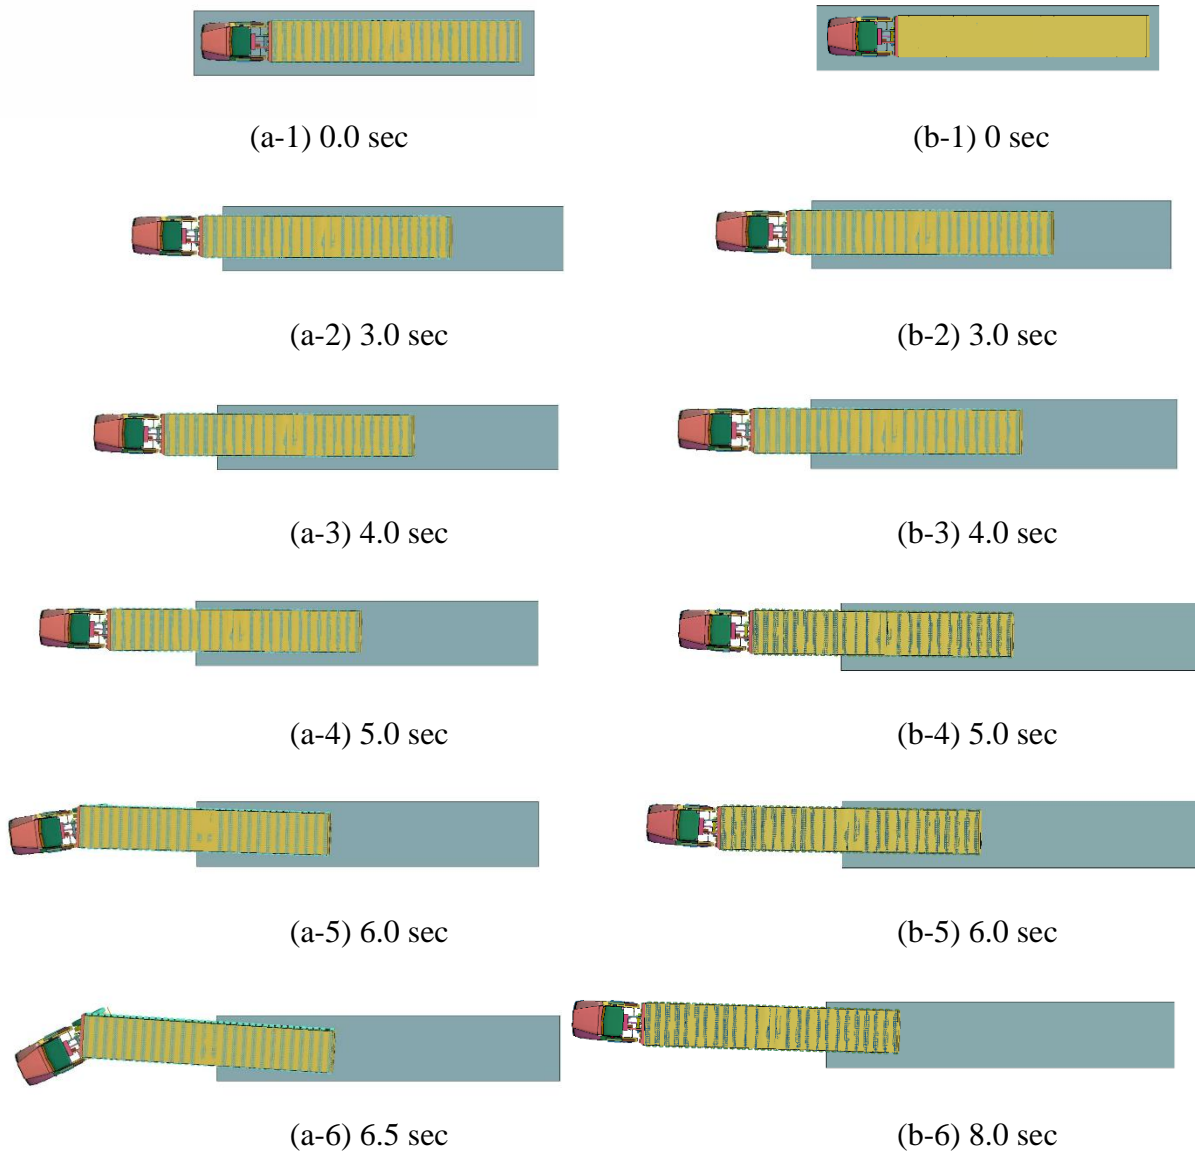 (a-1) 0.0 sec
(b-1) 0 sec
(a-2) 3.0 sec
(b-2) 3.0 sec
(a-3) 4.0 sec
(b-3) 4.0 sec
(a-4) 5.0 sec
(b-4) 5.0 sec
(a-5) 6.0 sec
(b-5) 6.0 sec
(a-6) 6.5 sec
(b-6) 8.0 sec